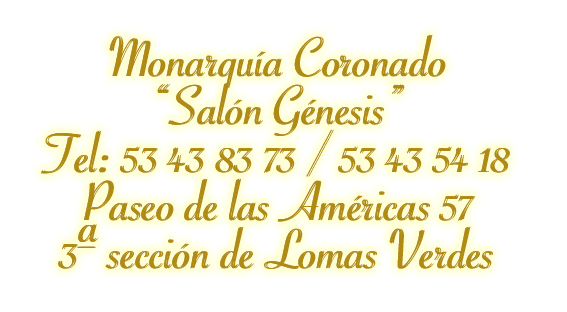 Monarquía Coronado
“Salón Génesis”
Tel: 53 43 83 73 / 53 43 54 18
Paseo de las Américas 57
3ª sección de Lomas Verdes